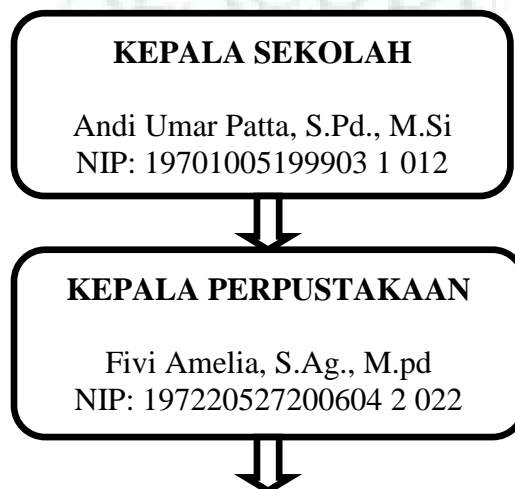 KEPALA SEKOLAH
Andi Umar Patta, S.Pd., M.Si
NIP: 19701005199903 1 012
KEPALA PERPUSTAKAAN
Fivi Amelia, S.Ag., M.pd
NIP: 197220527200604 2 022